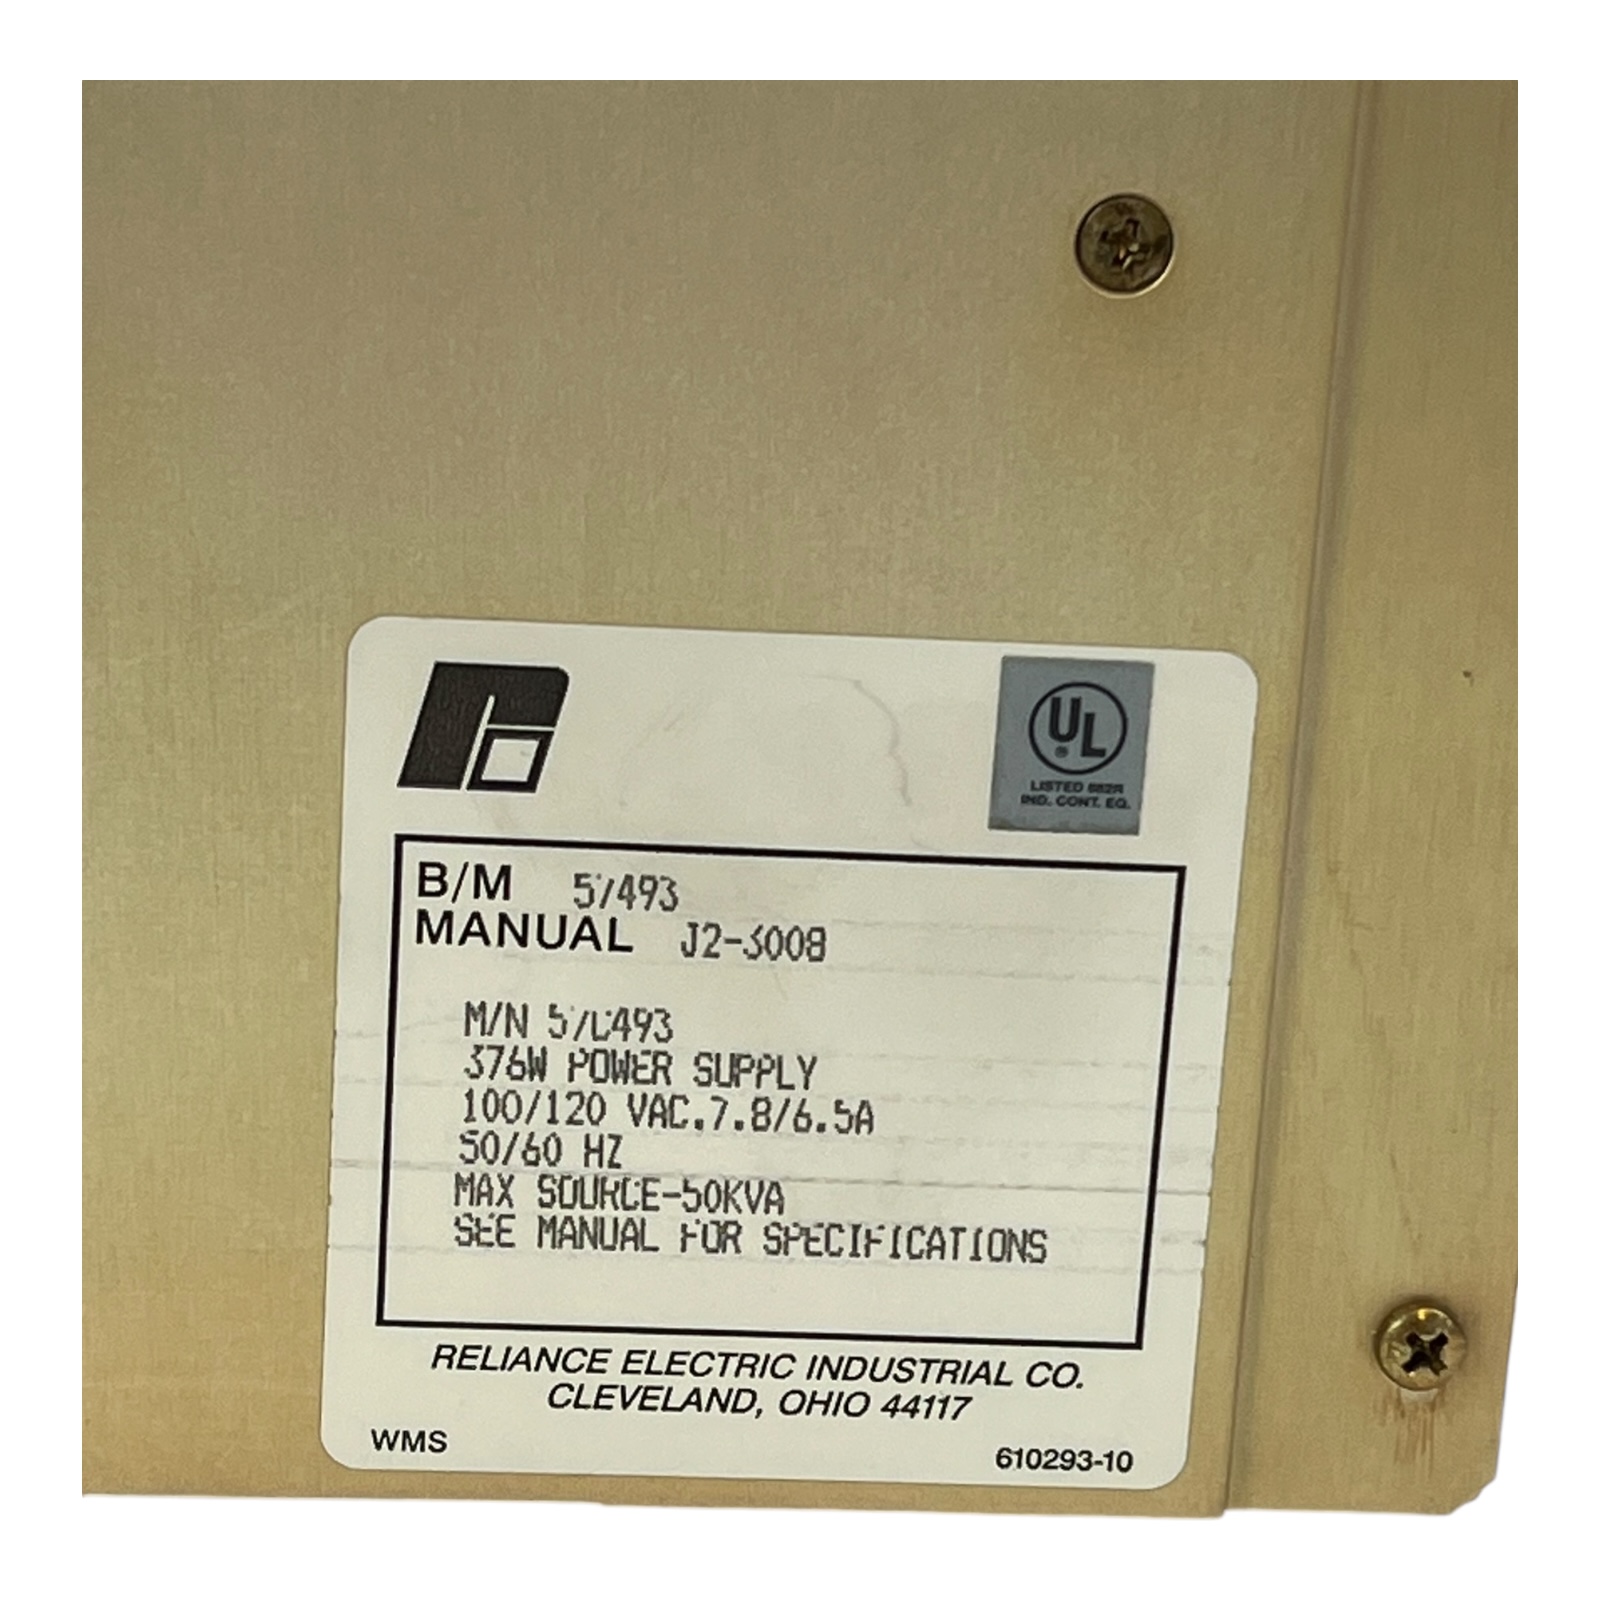 UL
LISTED 882R
IND. CONT. EQ.
B/M 57493
MANUAL J2-3008
M/N 57C493
376W POWER SUPPLY
100/120 VAC.7.8/6.5A
50/60 HZ
MAX SOURCE-50KVA
SEE MANUAL FOR SPECIFICATIONS
RELIANCE ELECTRIC INDUSTRIAL CO.
CLEVELAND, OHIO 44117
WMS 610293-10